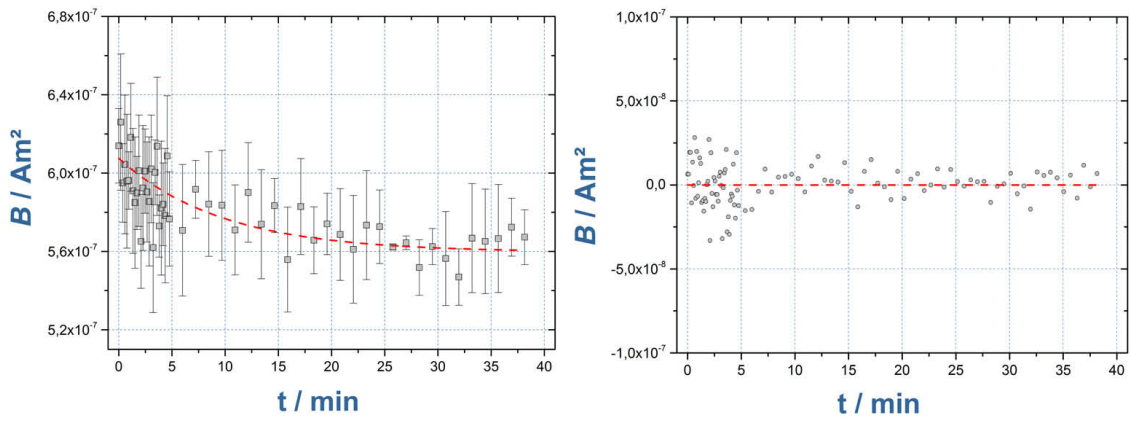 6,8x10⁻⁷
6,4x10⁻⁷
6,0x10⁻⁷
5,6x10⁻⁷
5,2x10⁻⁷
B / Am²
0 5 10 15 20 25 30 35 40
t / min
1,0x10⁻⁷
5,0x10⁻⁸
0,0
-5,0x10⁻⁸
-1,0x10⁻⁷
B / Am²
0 5 10 15 20 25 30 35 40
t / min